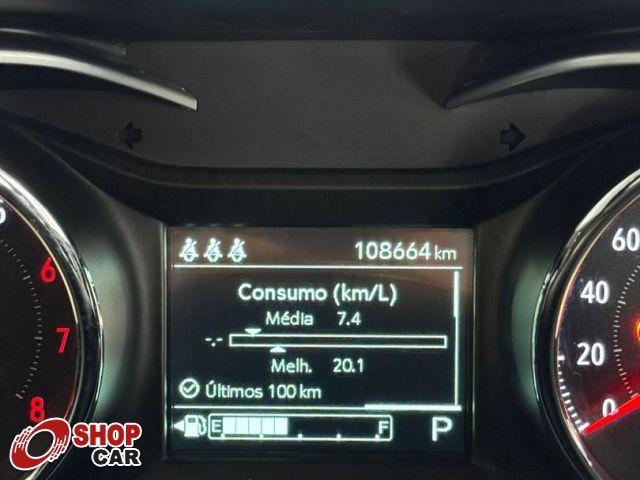 108664 km
Consumo (km/L)
Média 7.4
-.-
Melh. 20.1
Últimos 100 km
E F P
6
7
8
60
40
20
0
SHOP
CAR